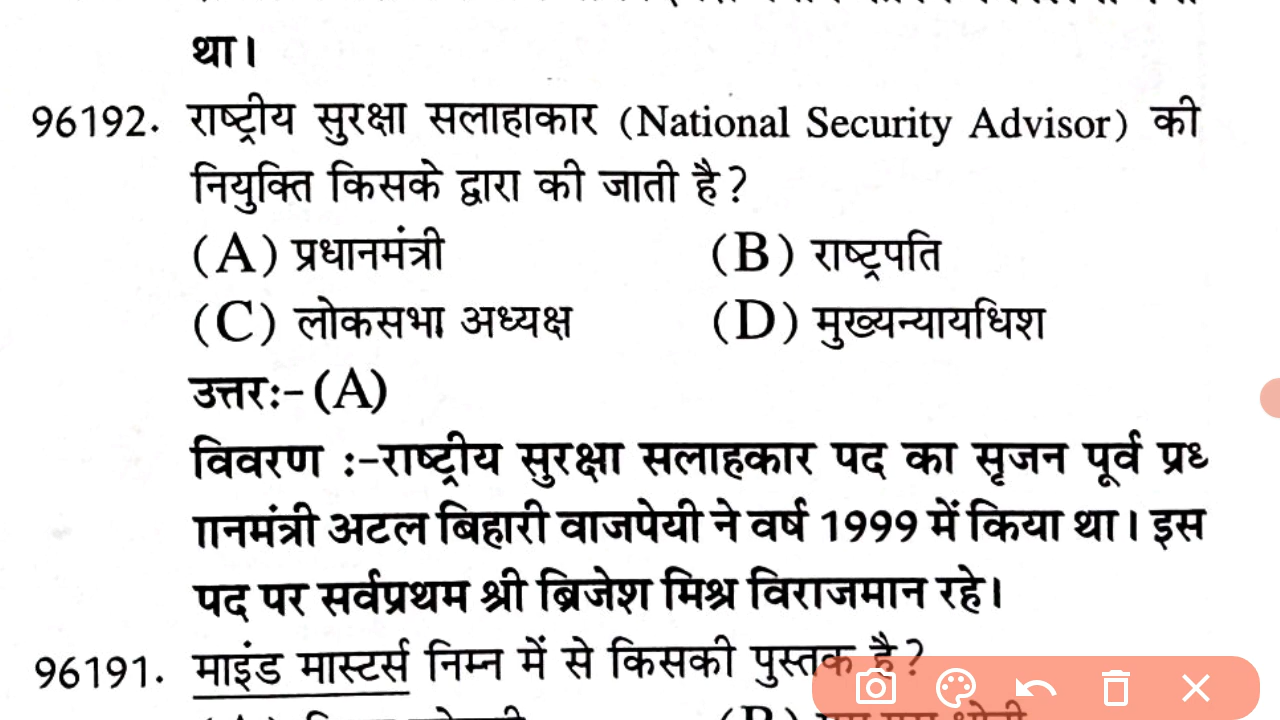 था।
96192. राष्ट्रीय सुरक्षा सलाहाकार (National Security Advisor) की
नियुक्ति किसके द्वारा की जाती है?
(A) प्रधानमंत्री (B) राष्ट्रपति
(C) लोकसभा अध्यक्ष (D) मुख्यन्यायधिश
उत्तरः-(A)
विवरण :-राष्ट्रीय सुरक्षा सलाहकार पद का सृजन पूर्व प्रध
ानमंत्री अटल बिहारी वाजपेयी ने वर्ष 1999 में किया था। इस
पद पर सर्वप्रथम श्री ब्रिजेश मिश्र विराजमान रहे।
96191. माइंड मास्टर्स निम्न में से किसकी पुस्तक है?